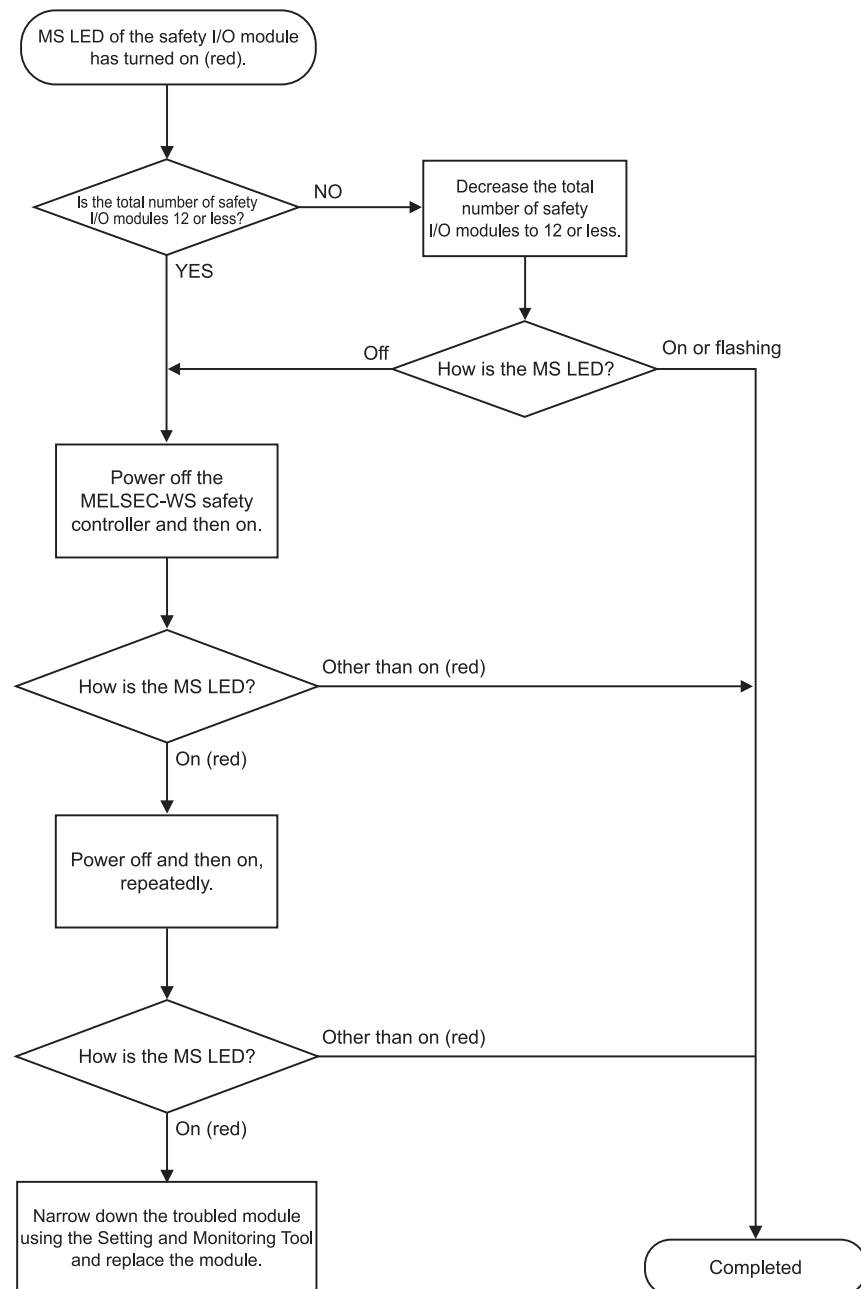 MS LED of the safety I/O module
has turned on (red).
Is the total number of safety
I/O modules 12 or less?
NO
Decrease the total
number of safety
I/O modules to 12 or less.
YES
Off
How is the MS LED?
On or flashing
Power off the
MELSEC-WS safety
controller and then on.
How is the MS LED?
Other than on (red)
On (red)
Power off and then on,
repeatedly.
How is the MS LED?
Other than on (red)
On (red)
Narrow down the troubled module
using the Setting and Monitoring Tool
and replace the module.
Completed